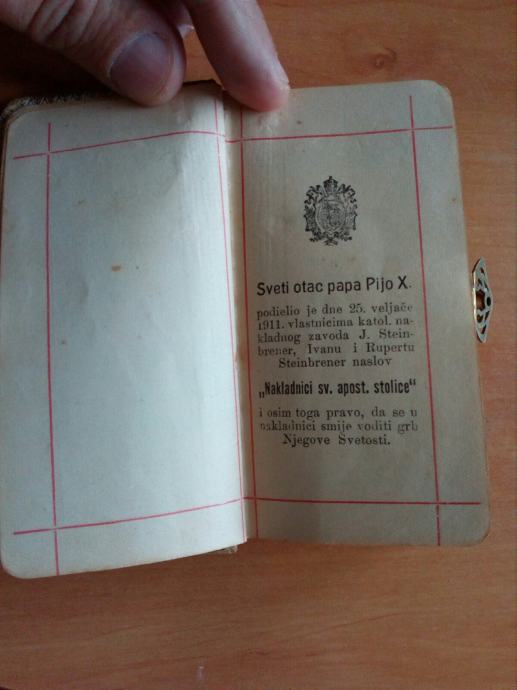 Sveti otac papa Pijo X.
podielio je dne 25. veljače
1911. vlastnicima katol. na-
kladnog zavoda J. Stein-
brener, Ivanu i Rupertu
Steinbrener naslov
„Nakladnici sv. apost. stolice“
i osim toga pravo, da se u
nakladnici smije voditi grb
Njegove Svetosti.